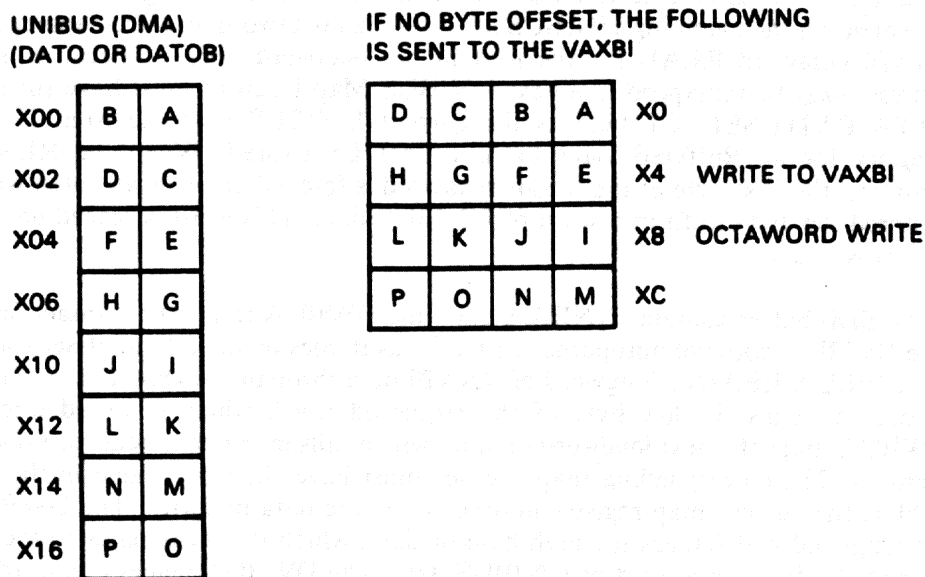 UNIBUS (DMA)
(DATO OR DATOB)
X00 B A
X02 D C
X04 F E
X06 H G
X10 J I
X12 L K
X14 N M
X16 P O
IF NO BYTE OFFSET, THE FOLLOWING
IS SENT TO THE VAXBI
D C B A X0
H G F E X4 WRITE TO VAXBI
L K J I X8 OCTAWORD WRITE
P O N M XC